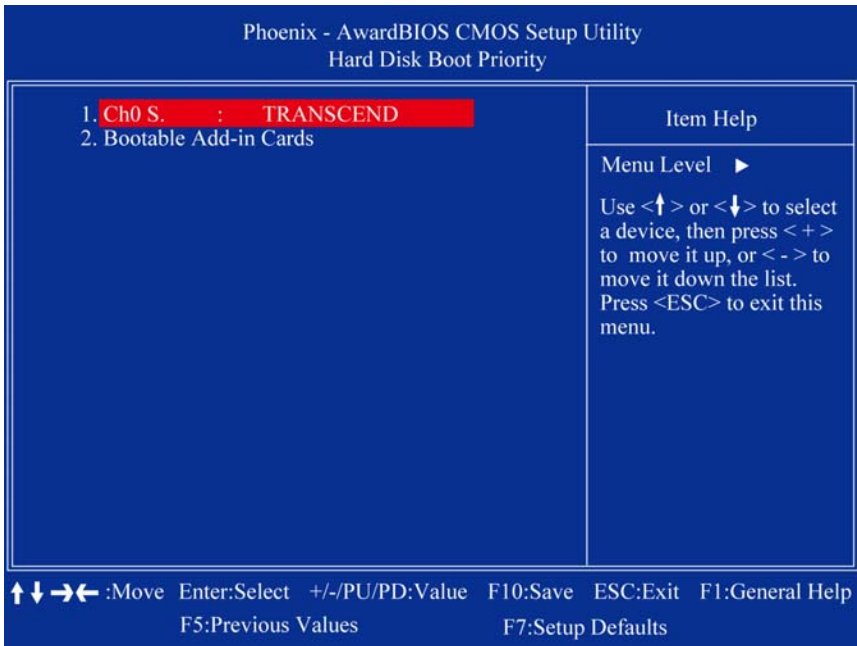 Phoenix - AwardBIOS CMOS Setup Utility
Hard Disk Boot Priority
1. Ch0 S. : TRANSCEND
2. Bootable Add-in Cards
Item Help
Menu Level ▶
Use <↑> or <↓> to select
a device, then press < + >
to move it up, or < - > to
move it down the list.
Press <ESC> to exit this
menu.
↑↓→← :Move Enter:Select +/-/PU/PD:Value F10:Save ESC:Exit F1:General Help
F5:Previous Values F7:Setup Defaults